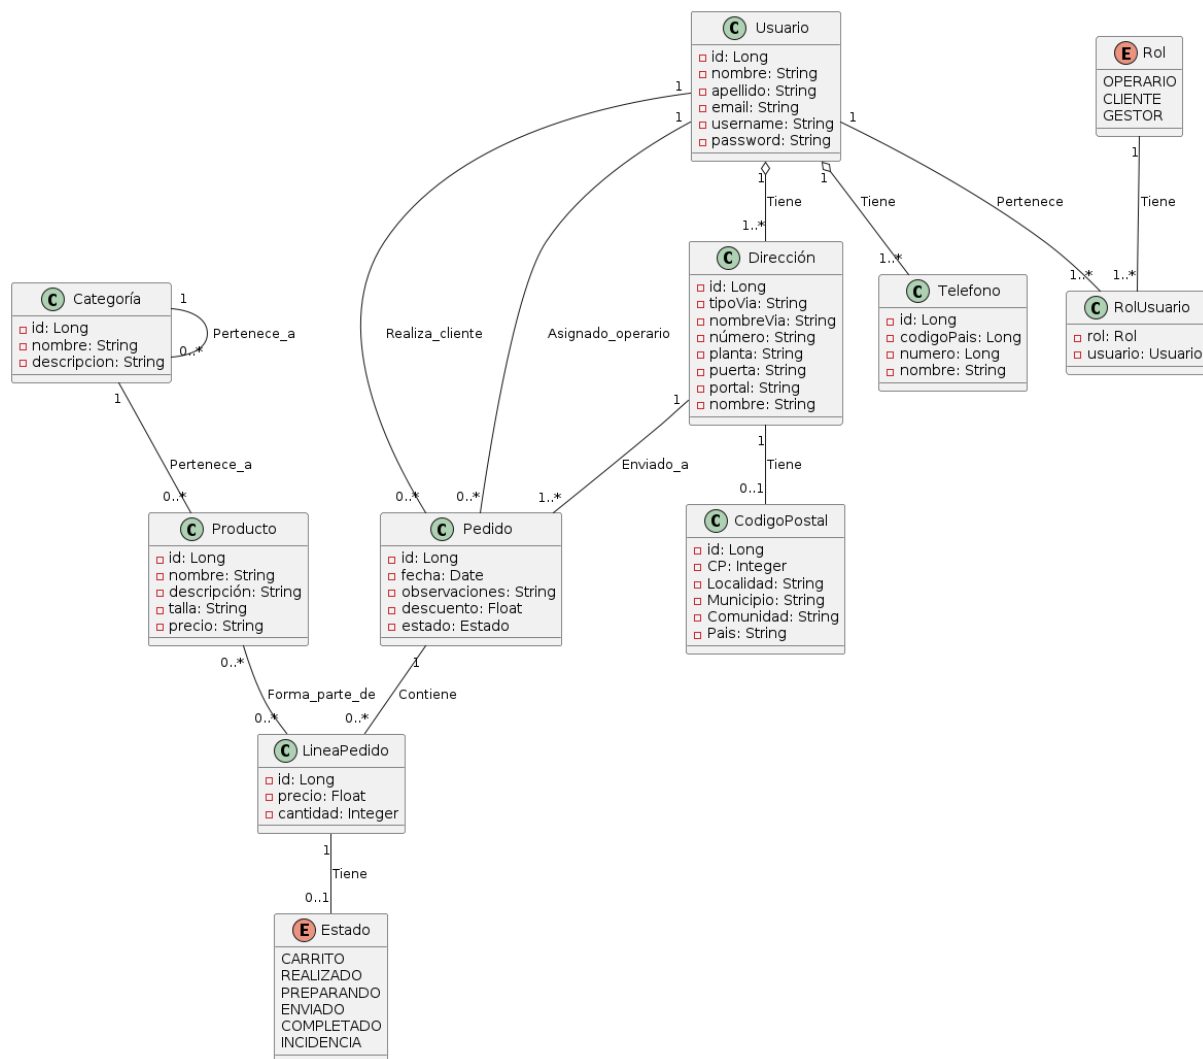 C Usuario
id: Long
nombre: String
apellido: String
email: String
username: String
password: String
E Rol
OPERARIO
CLIENTE
GESTOR
1
1
1
1
1
1
Tiene
Tiene
Pertenece
Tiene
1..*
1..*
1..*
1..*
C Dirección
id: Long
tipoVia: String
nombreVia: String
número: String
planta: String
puerta: String
portal: String
nombre: String
C Telefono
id: Long
codigoPais: Long
numero: Long
nombre: String
C RolUsuario
rol: Rol
usuario: Usuario
C Categoría
id: Long
nombre: String
descripcion: String
1
Pertenece_a
0..*
Realiza_cliente
Asignado_operario
1
1
1
Pertenece_a
Enviado_a
Tiene
0..*
0..*
0..*
1..*
0..1
C Producto
id: Long
nombre: String
descripción: String
talla: String
precio: String
C Pedido
id: Long
fecha: Date
observaciones: String
descuento: Float
estado: Estado
C CodigoPostal
id: Long
CP: Integer
Localidad: String
Municipio: String
Comunidad: String
Pais: String
0..*
1
Forma_parte_de
Contiene
0..*
0..*
C LineaPedido
id: Long
precio: Float
cantidad: Integer
1
Tiene
0..1
E Estado
CARRITO
REALIZADO
PREPARANDO
ENVIADO
COMPLETADO
INCIDENCIA